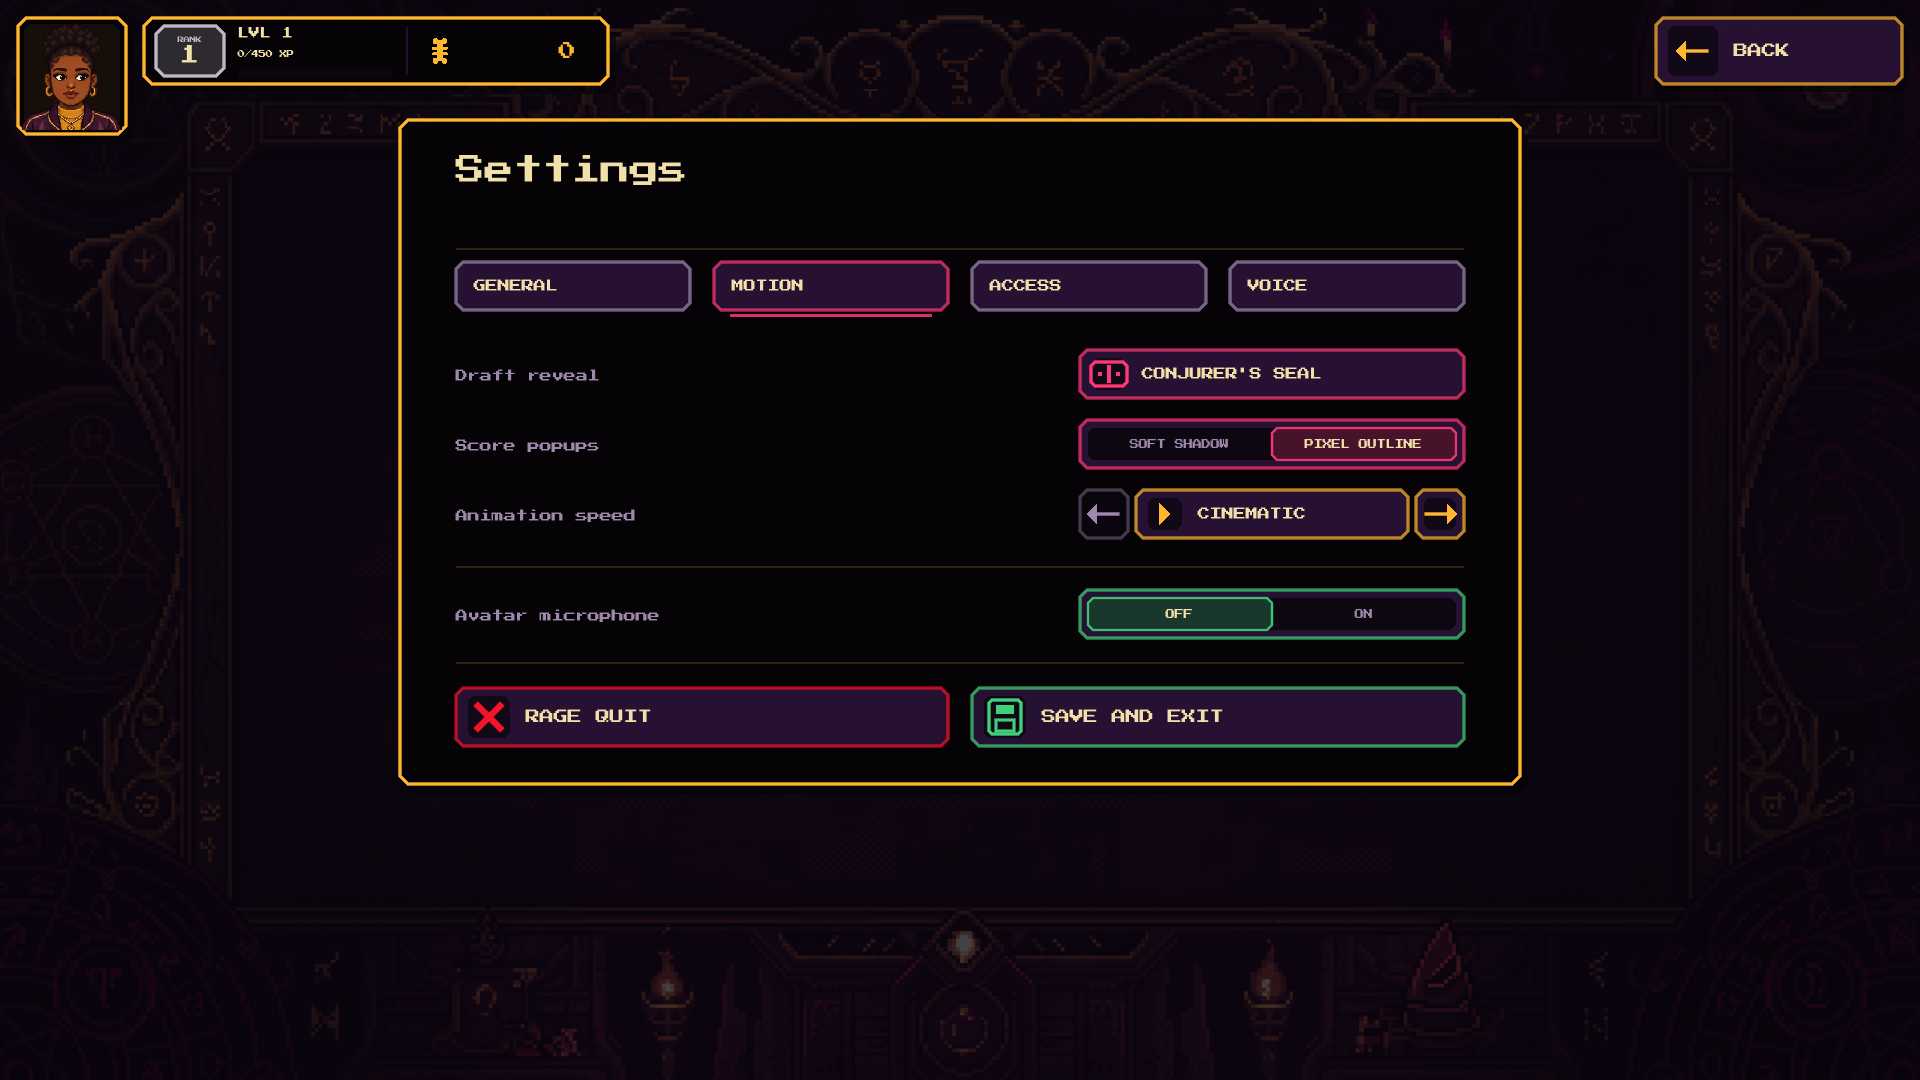 RANK
1
LVL 1
0/450 XP
0
BACK
Settings
GENERAL
MOTION
ACCESS
VOICE
Draft reveal
CONJURER'S SEAL
Score popups
SOFT SHADOW
PIXEL OUTLINE
Animation speed
CINEMATIC
Avatar microphone
OFF
ON
RAGE QUIT
SAVE AND EXIT